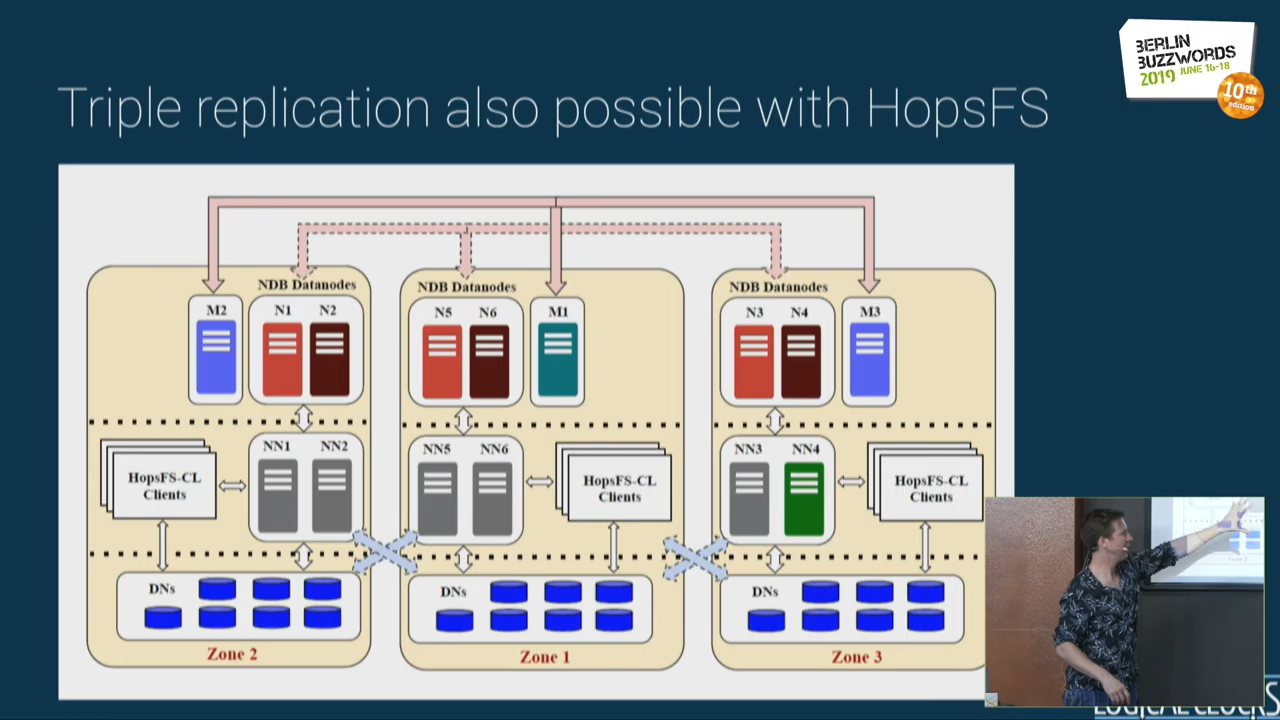 BERLIN
BUZZWORDS
2019 JUNE 16-18
10th
edition
Triple replication also possible with HopsFS
NDB Datanodes
M2
N1
N2
NDB Datanodes
N5
N6
M1
NDB Datanodes
N3
N4
M3
NN1
NN2
HopsFS-CL
Clients
NN5
NN6
HopsFS-CL
Clients
NN3
NN4
HopsFS-CL
Clients
DNs
Zone 2
DNs
Zone 1
DNs
Zone 3
LOGICAL CLOCKS